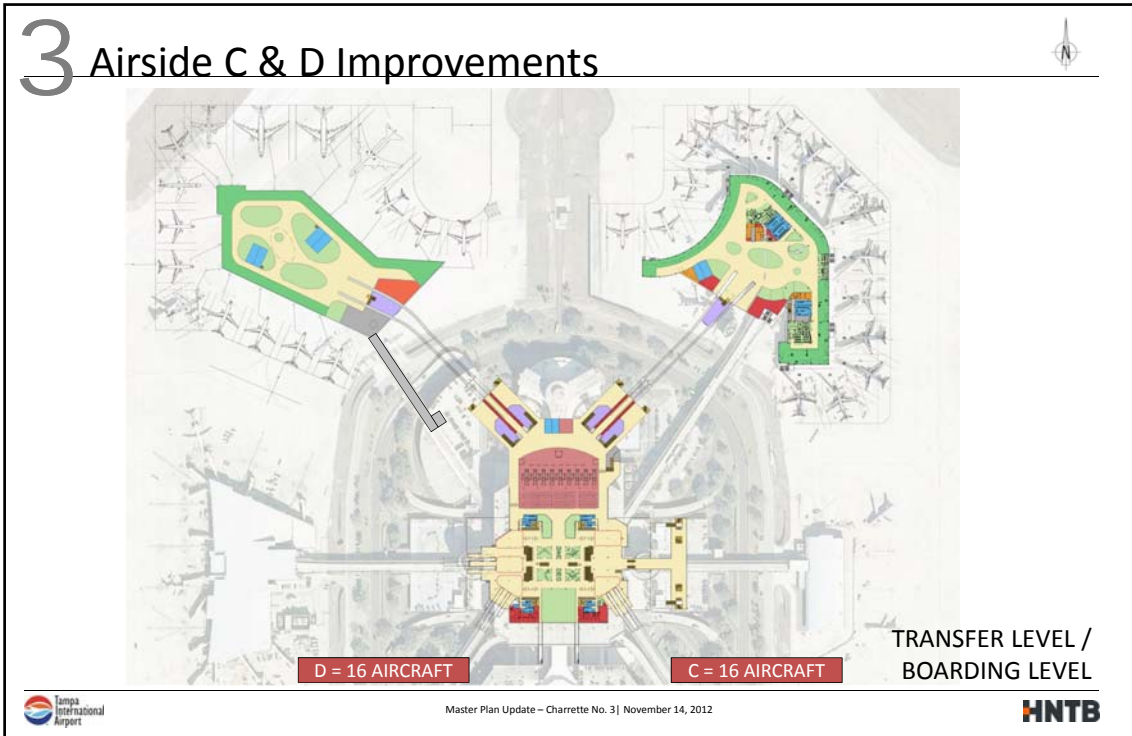 3 Airside C & D Improvements
N
D = 16 AIRCRAFT
C = 16 AIRCRAFT
TRANSFER LEVEL /
BOARDING LEVEL
Tampa
International
Airport
Master Plan Update – Charrette No. 3| November 14, 2012
HNTB